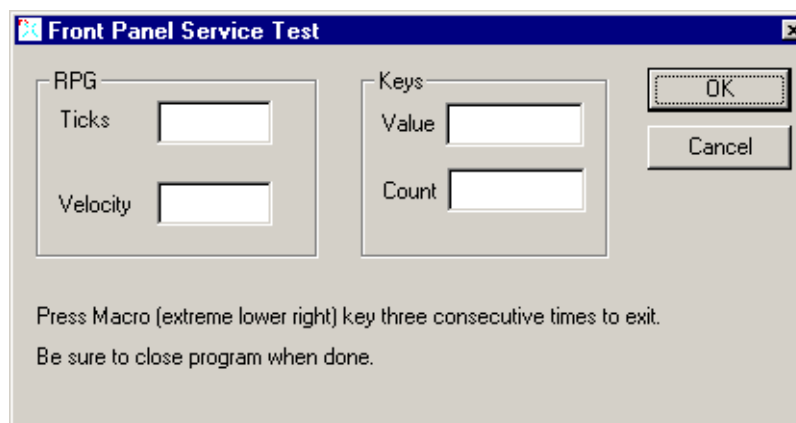 Front Panel Service Test
RPG
Ticks
Velocity
Keys
Value
Count
OK
Cancel
Press Macro (extreme lower right) key three consecutive times to exit.
Be sure to close program when done.